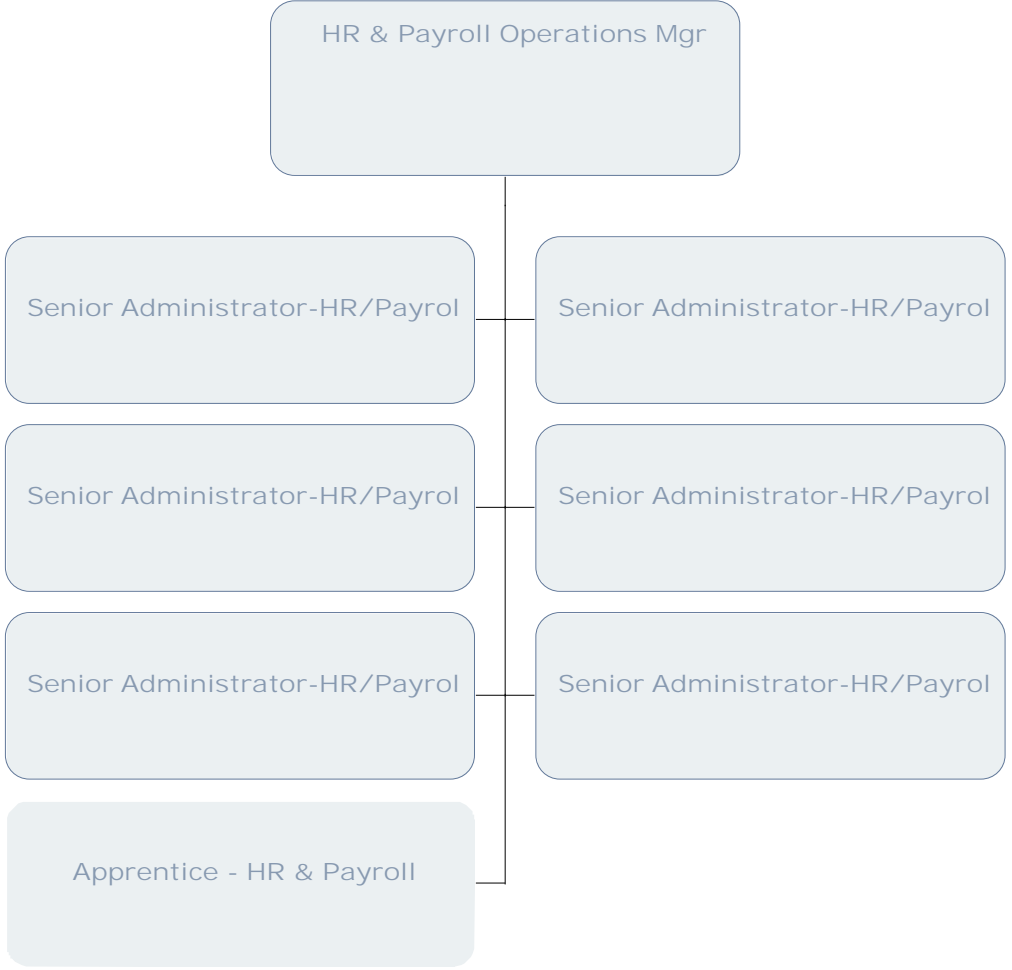 HR & Payroll Operations Mgr
Senior Administrator-HR/Payrol
Senior Administrator-HR/Payrol
Senior Administrator-HR/Payrol
Senior Administrator-HR/Payrol
Senior Administrator-HR/Payrol
Senior Administrator-HR/Payrol
Apprentice - HR & Payroll